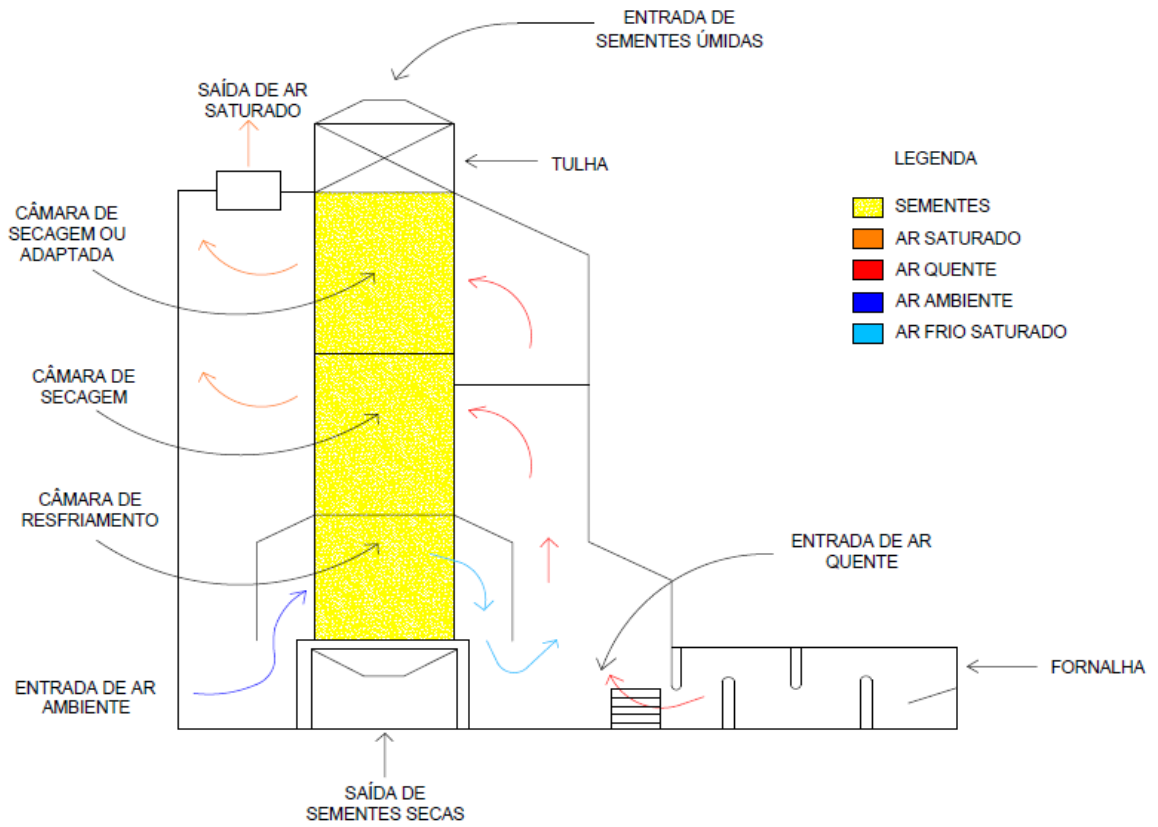 ENTRADA DE
SEMENTES ÚMIDAS
SAÍDA DE AR
SATURADO
TULHA
LEGENDA
SEMENTES
AR SATURADO
AR QUENTE
AR AMBIENTE
AR FRIO SATURADO
CÂMARA DE
SECAGEM OU
ADAPTADA
CÂMARA DE
SECAGEM
CÂMARA DE
RESFRIAMENTO
ENTRADA DE AR
QUENTE
FORNALHA
ENTRADA DE AR
AMBIENTE
SAÍDA DE
SEMENTES SECAS